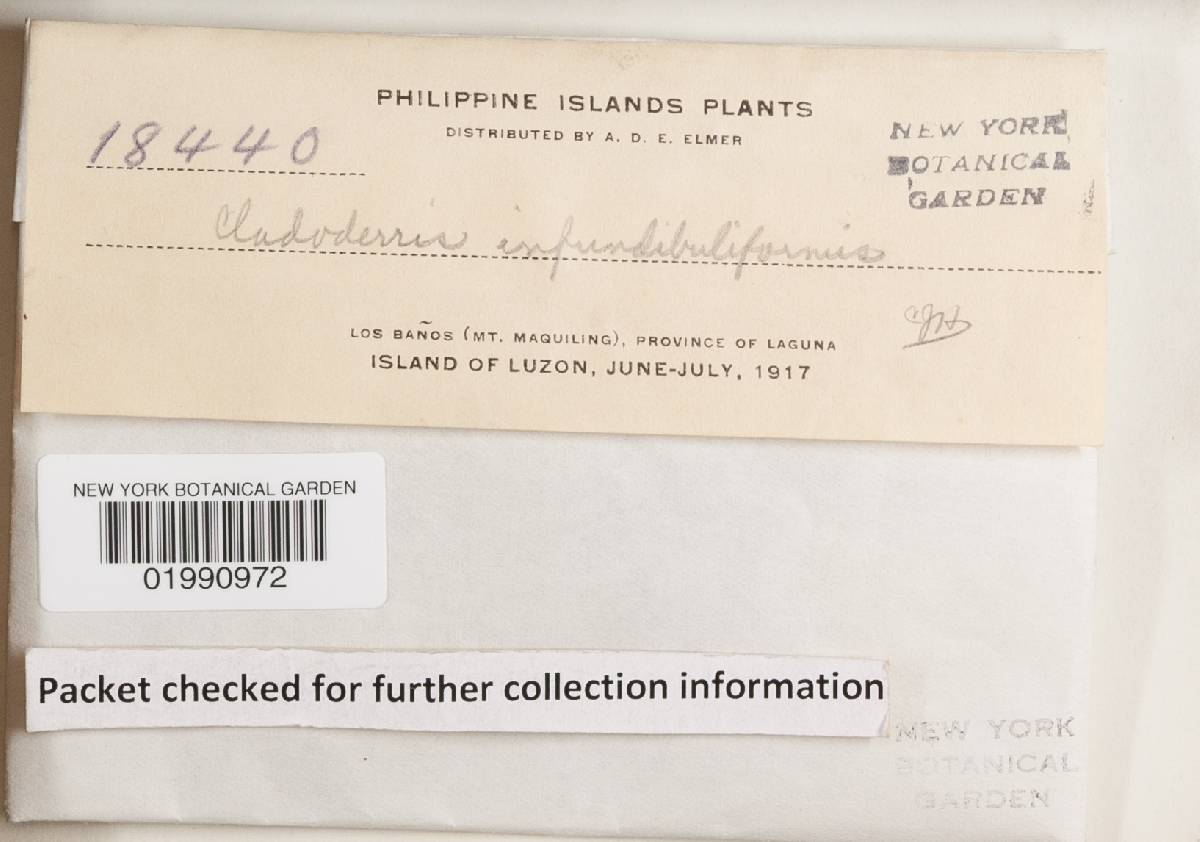 PHILIPPINE ISLANDS PLANTS
DISTRIBUTED BY A. D. E. ELMER
18440
NEW YORK
BOTANICAL
GARDEN
Cladoderris infundibuliformis
LOS BAÑOS (MT. MAQUILING), PROVINCE OF LAGUNA
ISLAND OF LUZON, JUNE-JULY, 1917
NEW YORK BOTANICAL GARDEN
01990972
Packet checked for further collection information
NEW YORK
BOTANICAL
GARDEN